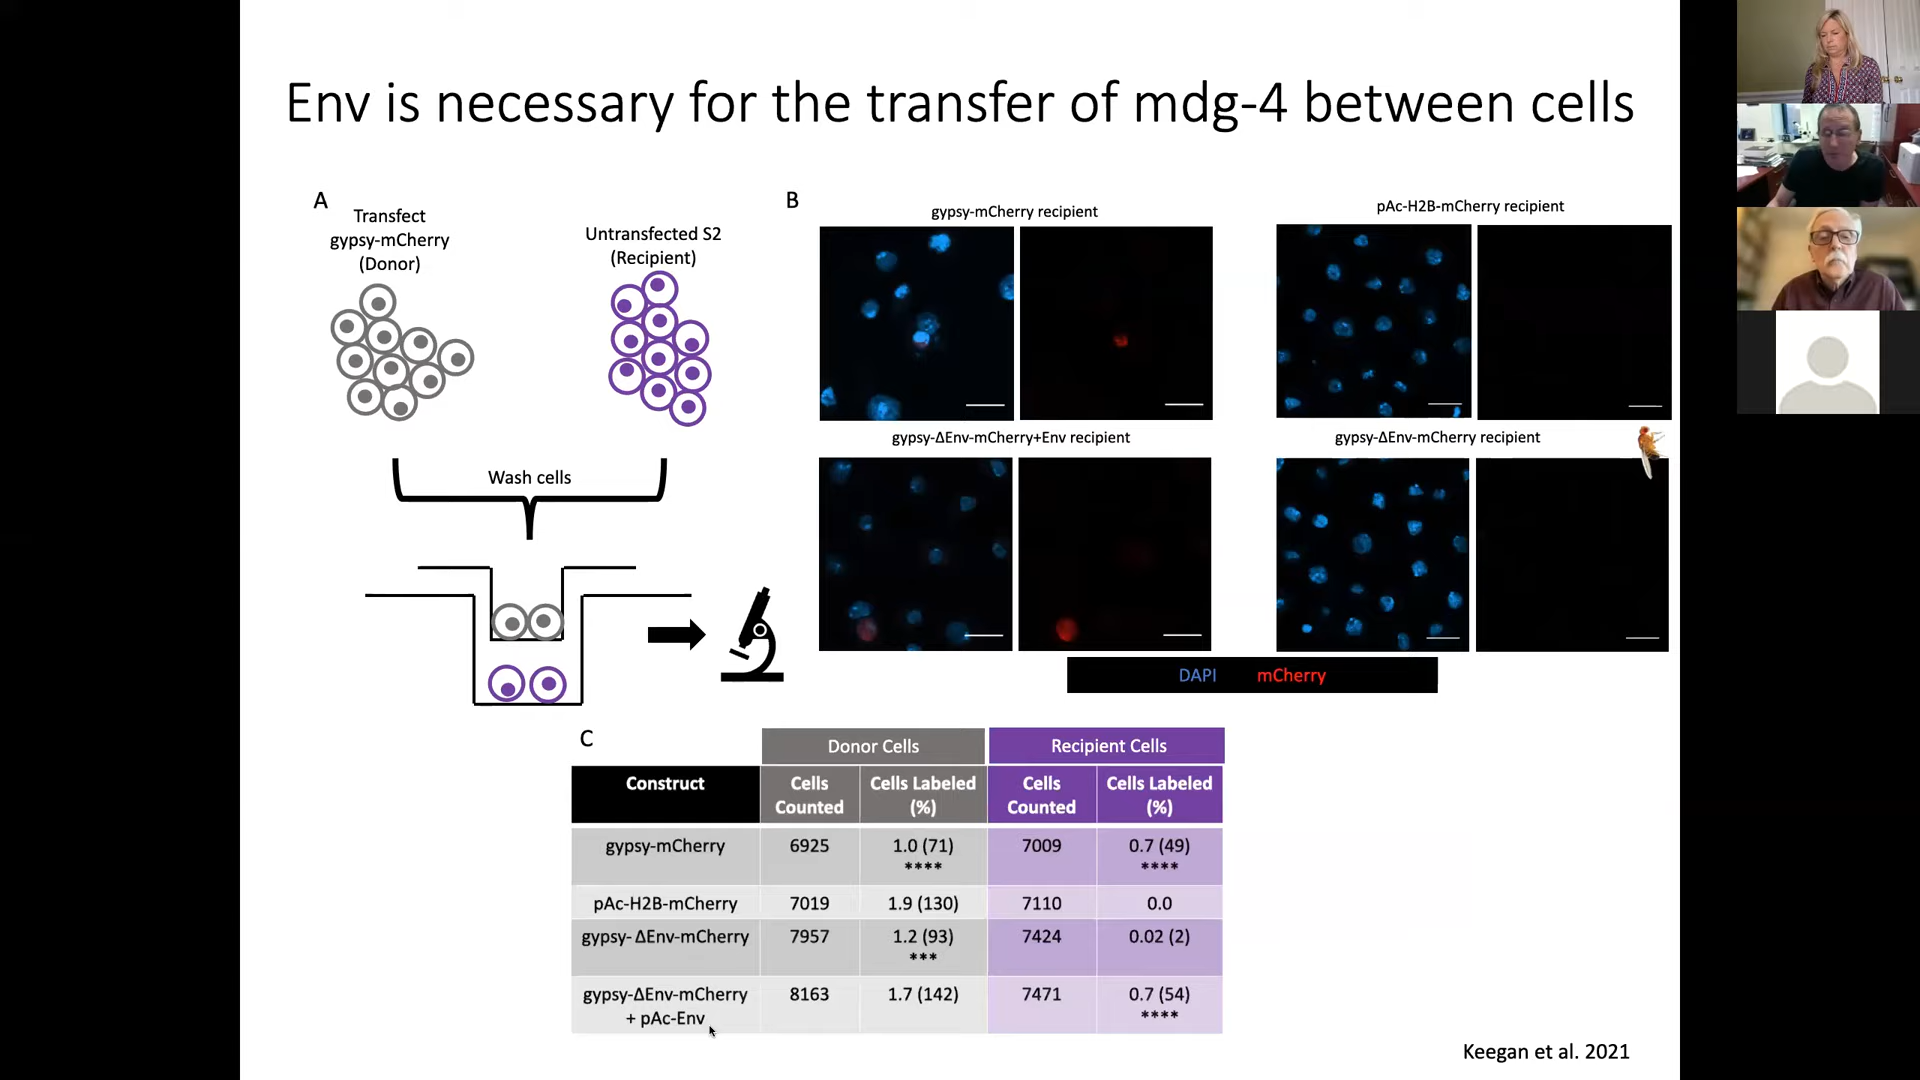 Env is necessary for the transfer of mdg-4 between cells
A
Transfect
gypsy-mCherry
(Donor)
Untransfected S2
(Recipient)
Wash cells
B
gypsy-mCherry recipient
pAc-H2B-mCherry recipient
gypsy-ΔEnv-mCherry+Env recipient
gypsy-ΔEnv-mCherry recipient
DAPI mCherry
C
Donor Cells Recipient Cells
Construct
Cells
Counted
Cells Labeled
(%)
Cells
Counted
Cells Labeled
(%)
gypsy-mCherry 6925 1.0 (71) 7009 0.7 (49)
**** ****
pAc-H2B-mCherry 7019 1.9 (130) 7110 0.0
gypsy- ΔEnv-mCherry 7957 1.2 (93) 7424 0.02 (2)
***
gypsy-ΔEnv-mCherry 8163 1.7 (142) 7471 0.7 (54)
+ pAc-Env ****
Keegan et al. 2021